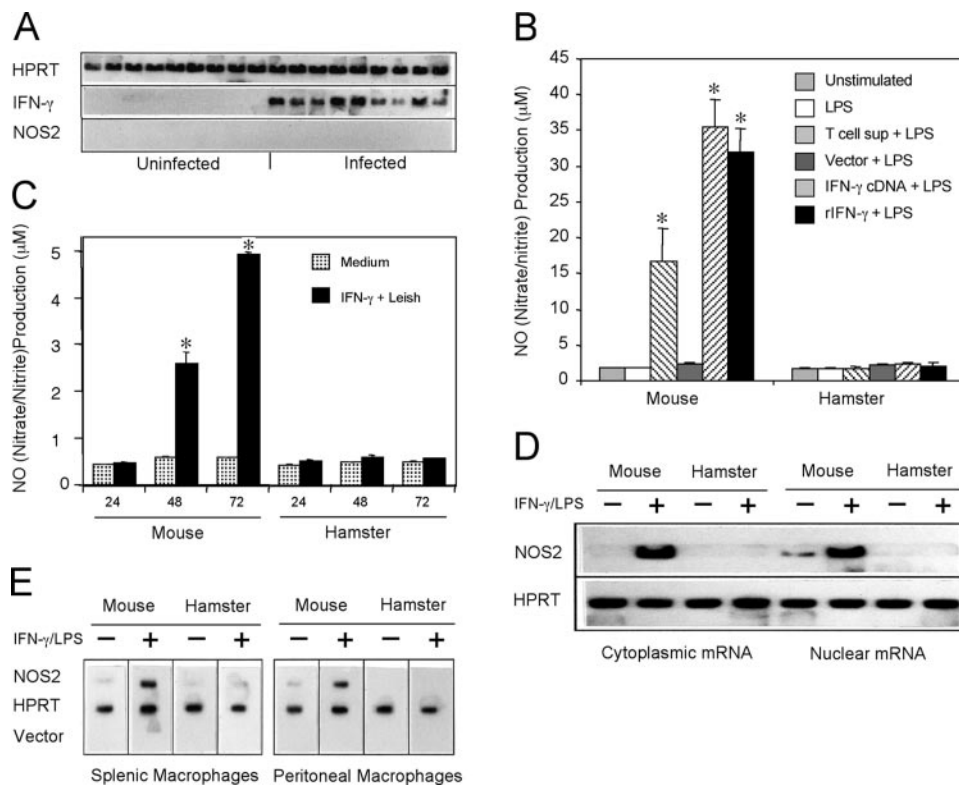 A
HPRT
IFN-γ
NOS2
Uninfected
Infected
B
NO (Nitrate/nitrite) Production (μM)
45
40
35
30
25
20
15
10
5
0
*
*
*
Unstimulated
LPS
T cell sup + LPS
Vector + LPS
IFN-γ cDNA + LPS
rIFN-γ + LPS
Mouse
Hamster
C
NO (Nitrate/Nitrite)Production (μM)
5
4
3
2
1
0
*
*
Medium
IFN-γ + Leish
24 48 72 24 48 72
Mouse
Hamster
D
Mouse Hamster Mouse Hamster
IFN-γ/LPS − + − + − + − +
NOS2
HPRT
Cytoplasmic mRNA Nuclear mRNA
E
Mouse Hamster Mouse Hamster
IFN-γ/LPS − + − + − + − +
NOS2
HPRT
Vector
Splenic Macrophages Peritoneal Macrophages